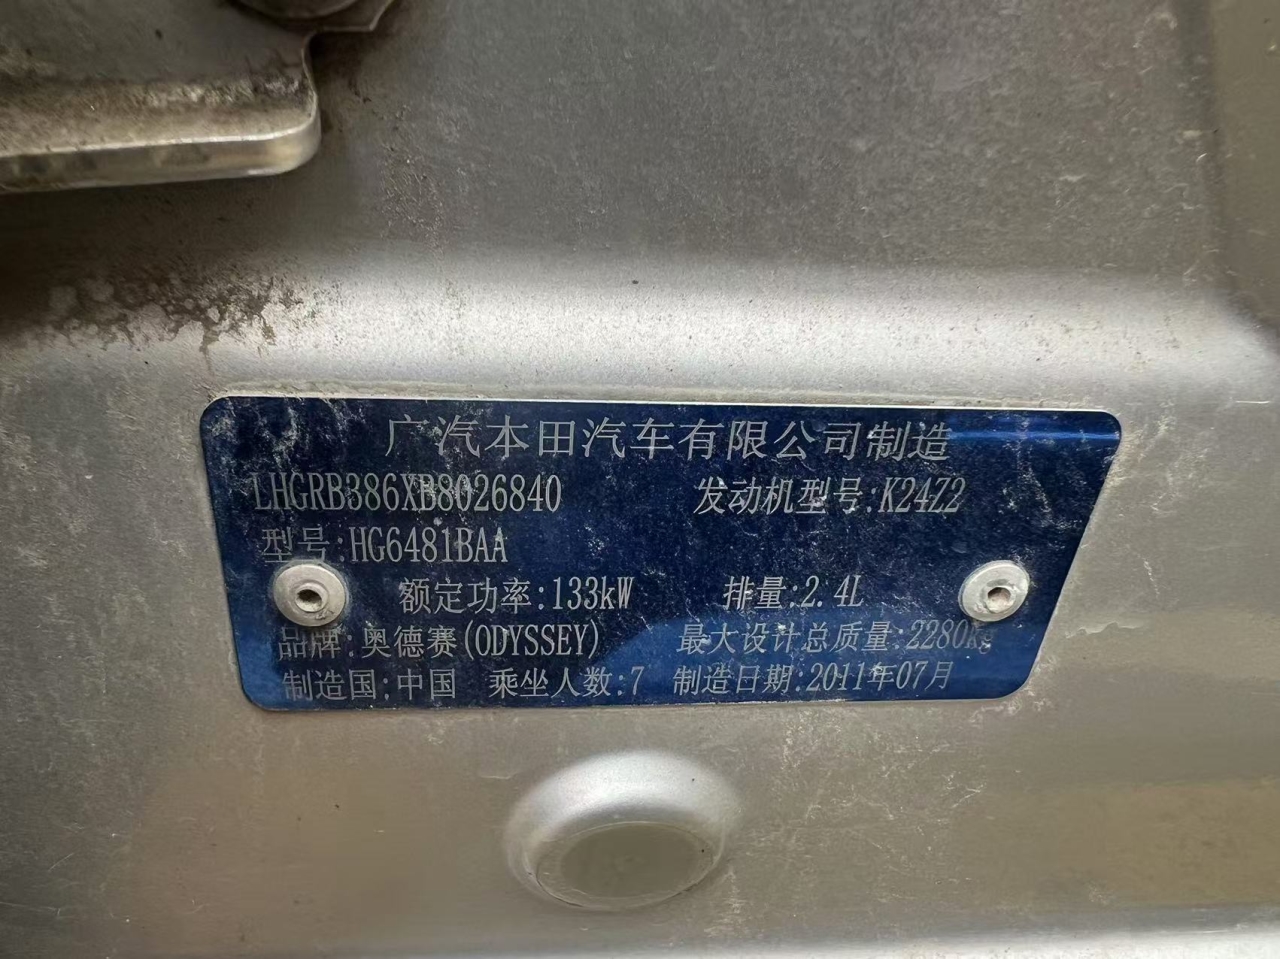 广汽本田汽车有限公司制造
LHGRB386XB8026840 发动机型号:K24Z2
型号:HG6481BAA
额定功率:133kW 排量:2.4L
品牌:奥德赛(ODYSSEY) 最大设计总质量:2280kg
制造国:中国 乘坐人数:7 制造日期:2011年07月